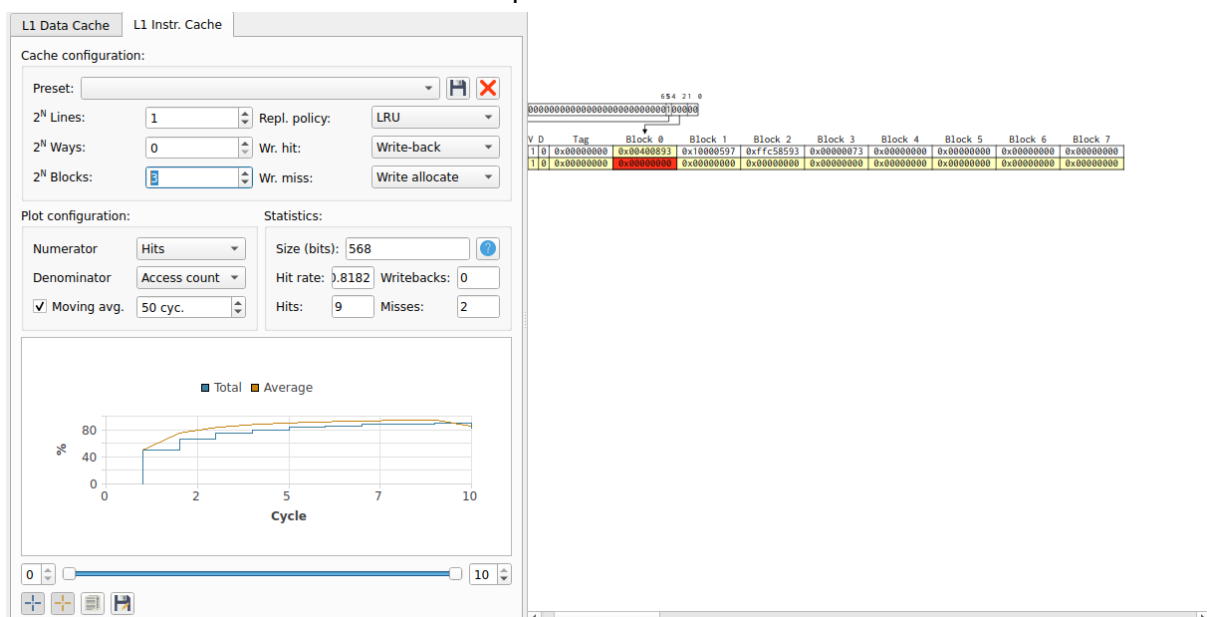 L1 Data Cache L1 Instr. Cache
Cache configuration:
Preset:
2^N Lines: 1 Repl. policy: LRU
2^N Ways: 0 Wr. hit: Write-back
2^N Blocks: 3 Wr. miss: Write allocate
Plot configuration: Statistics:
Numerator Hits Size (bits): 568
Denominator Access count Hit rate: 0.8182 Writebacks: 0
Moving avg. 50 cyc. Hits: 9 Misses: 2
Total Average
80
40
0
%
0 2 5 7 10
Cycle
0 10
654 21 0
V D Tag Block 0 Block 1 Block 2 Block 3 Block 4 Block 5 Block 6 Block 7
1 0 0x00000000 0x00400893 0x10000597 0xffc58593 0x00000073 0x00000000 0x00000000 0x00000000 0x00000000
1 0 0x00000000 0x00000000 0x00000000 0x00000000 0x00000000 0x00000000 0x00000000 0x00000000 0x00000000